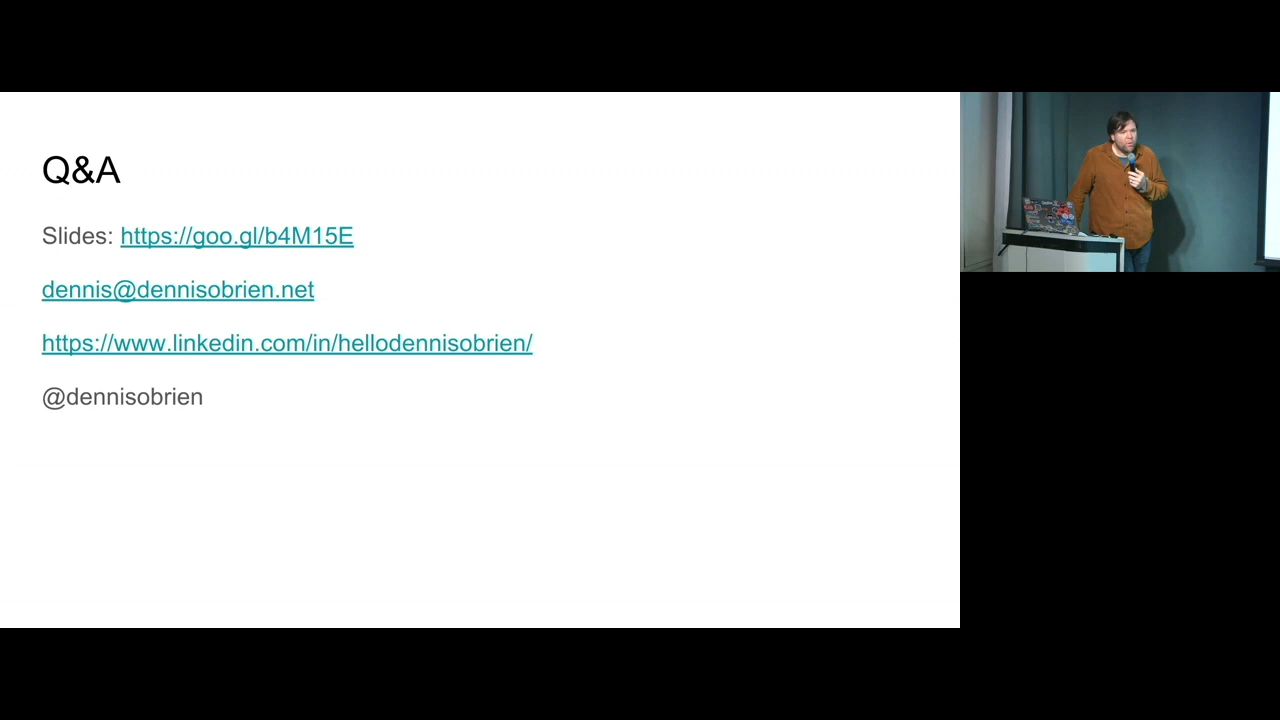 Q&A
Slides: https://goo.gl/b4M15E
dennis@dennisobrien.net
https://www.linkedin.com/in/hellodennisobrien/
@dennisobrien